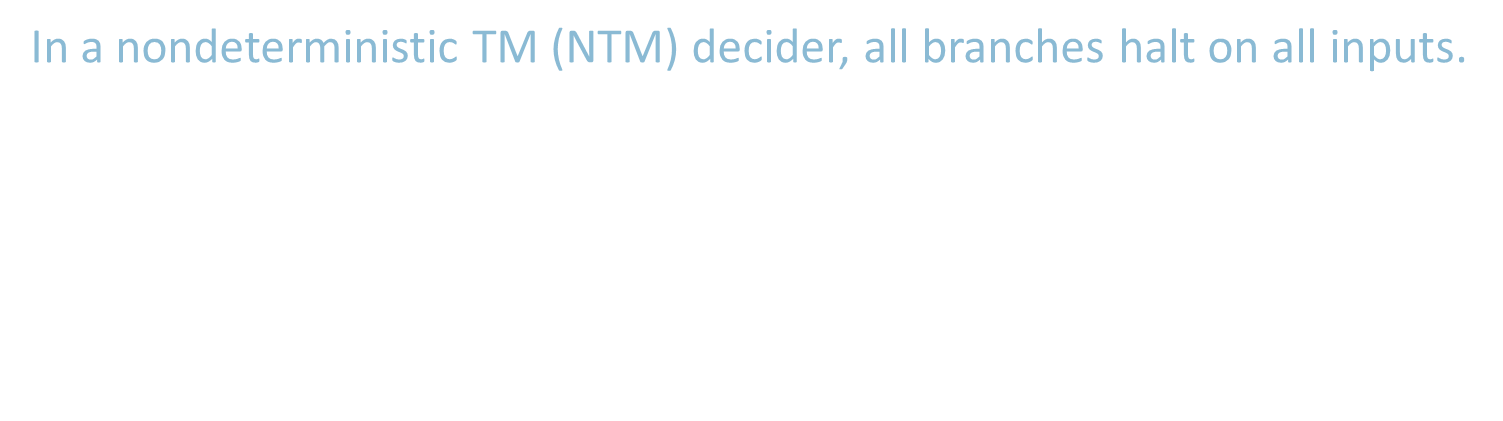 In a nondeterministic TM (NTM) decider, all branches halt on all inputs.